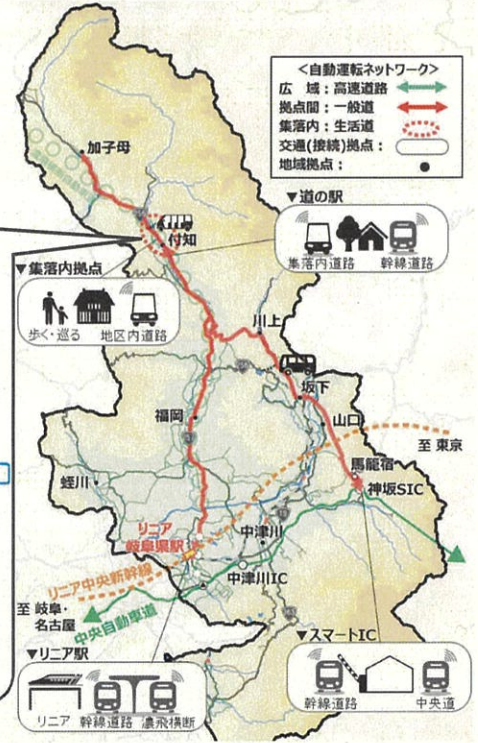 <自動運転ネットワーク>
広 域:高速道路
拠点間:一般道
集落内:生活道
交通(接続)拠点:
地域拠点:
加子母
▼道の駅
集落内道路 幹線道路
付知
▼集落内拠点
歩く・巡る 地区内道路
川上
坂下
福岡
山口
至 東京
馬籠宿
神坂SIC
蛭川
リニア
岐阜県駅
中津川
中津川IC
リニア中央新幹線
至 岐阜・
名古屋
中央自動車道
▼スマートIC
幹線道路 中央道
▼リニア駅
リニア 幹線道路 濃飛横断